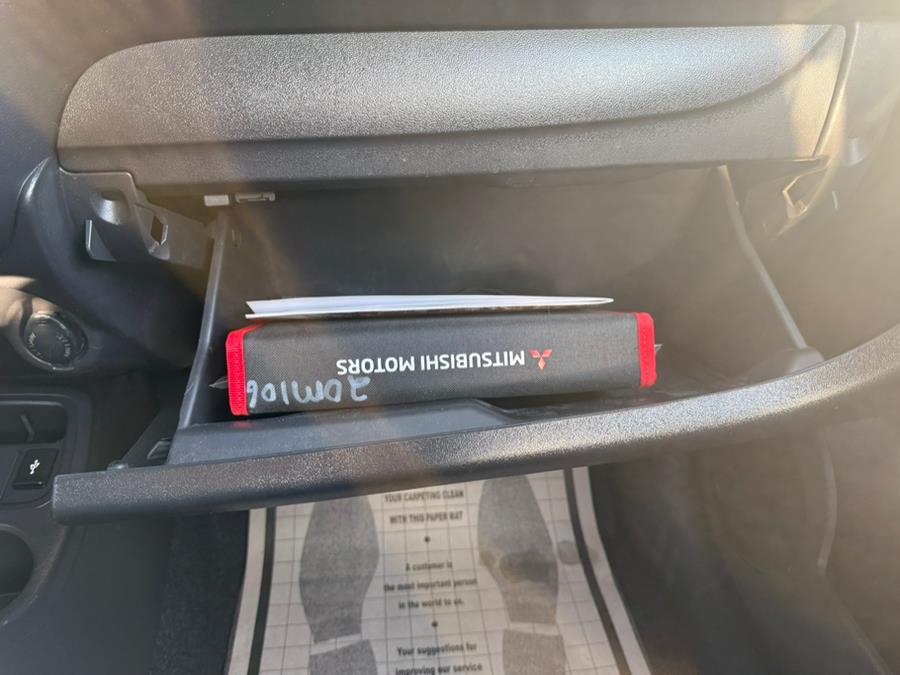 MITSUBISHI MOTORS
20M106
YOUR CARPETING CLEAN
WITH THIS PAPER MAT
•
A customer is
the most important person
in the world to us.
•
Your suggestions for
improving our service